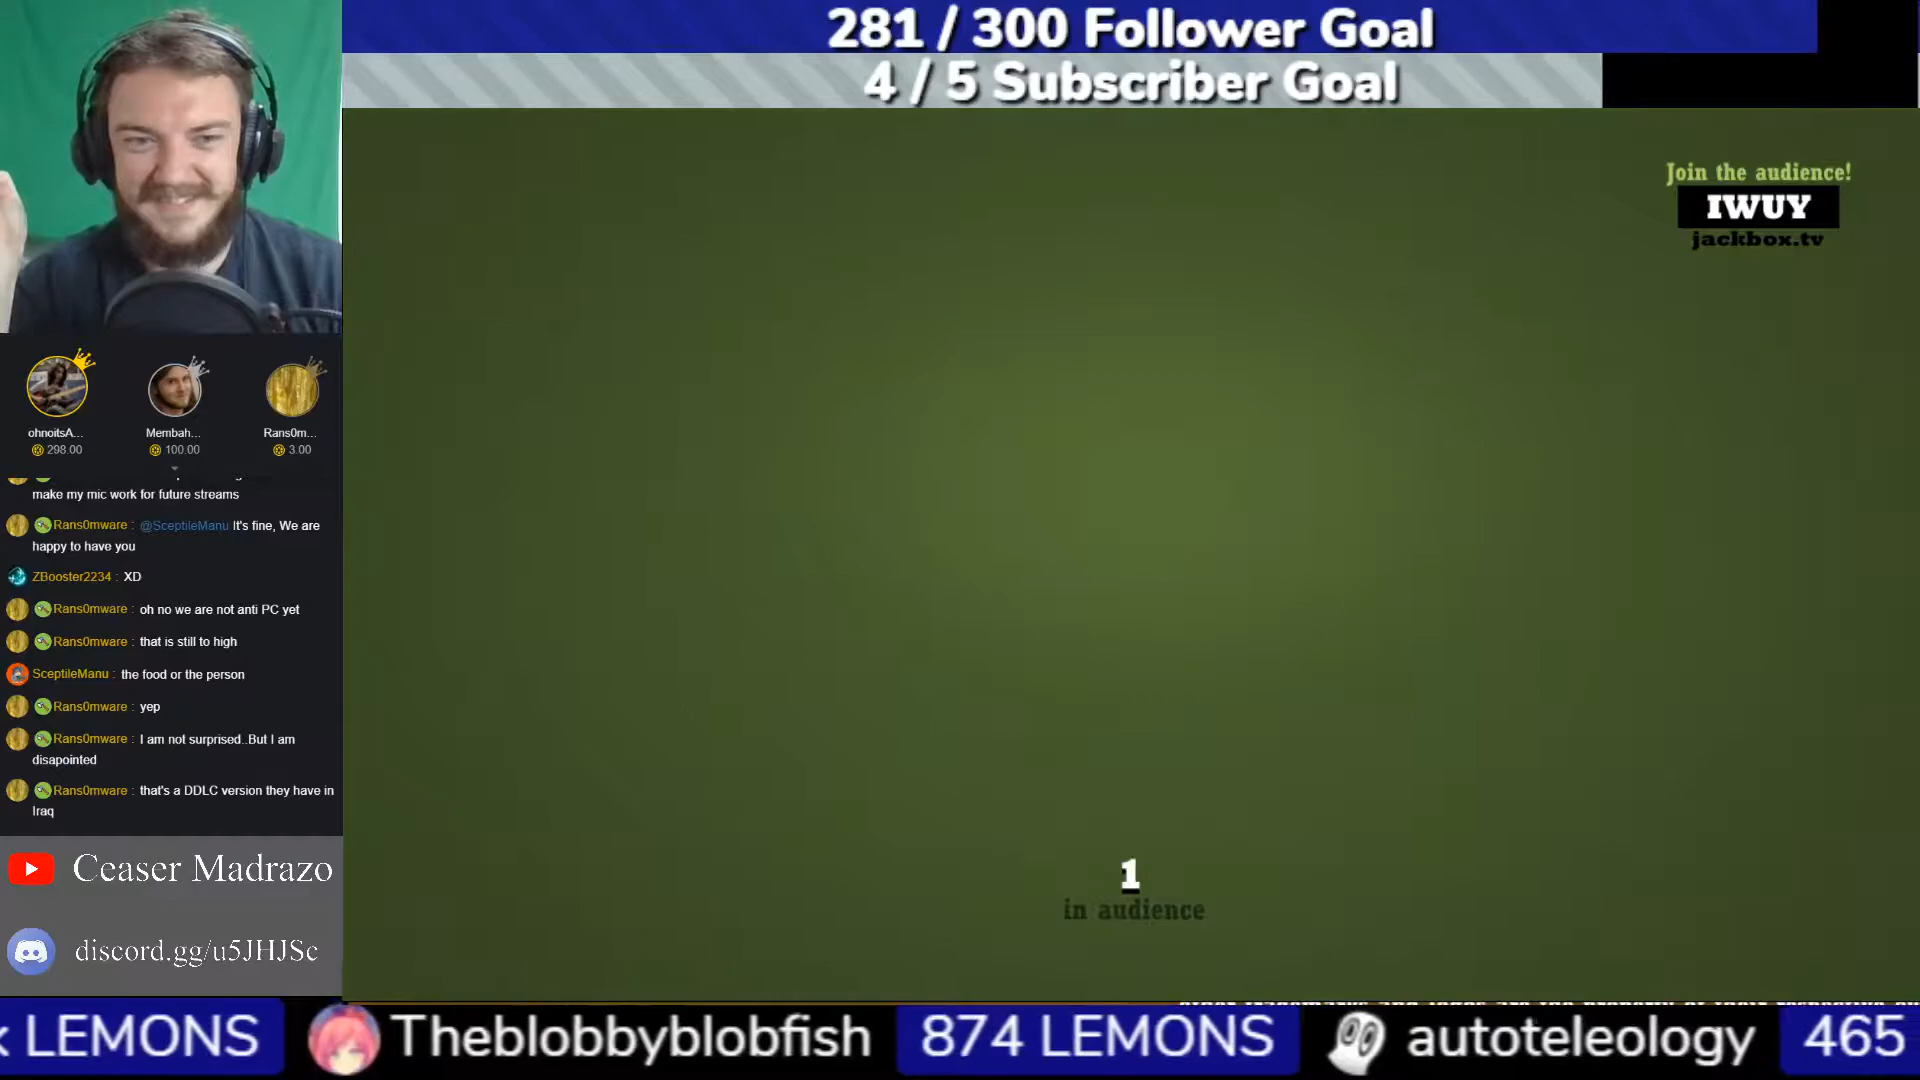 281 / 300 Follower Goal
4 / 5 Subscriber Goal
Join the audience!
IWUY
jackbox.tv
ohnoitsA...
298.00
Membah...
100.00
Rans0m...
3.00
make my mic work for future streams
Rans0mware : @SceptileManu It's fine, We are
happy to have you
ZBooster2234 : XD
Rans0mware : oh no we are not anti PC yet
Rans0mware : that is still to high
SceptileManu : the food or the person
Rans0mware : yep
Rans0mware : I am not surprised..But I am
disapointed
Rans0mware : that's a DDLC version they have in
Iraq
Ceaser Madrazo
discord.gg/u5JHJSc
1
in audience
LEMONS
Theblobbyblobfish
874 LEMONS
autoteleology
465